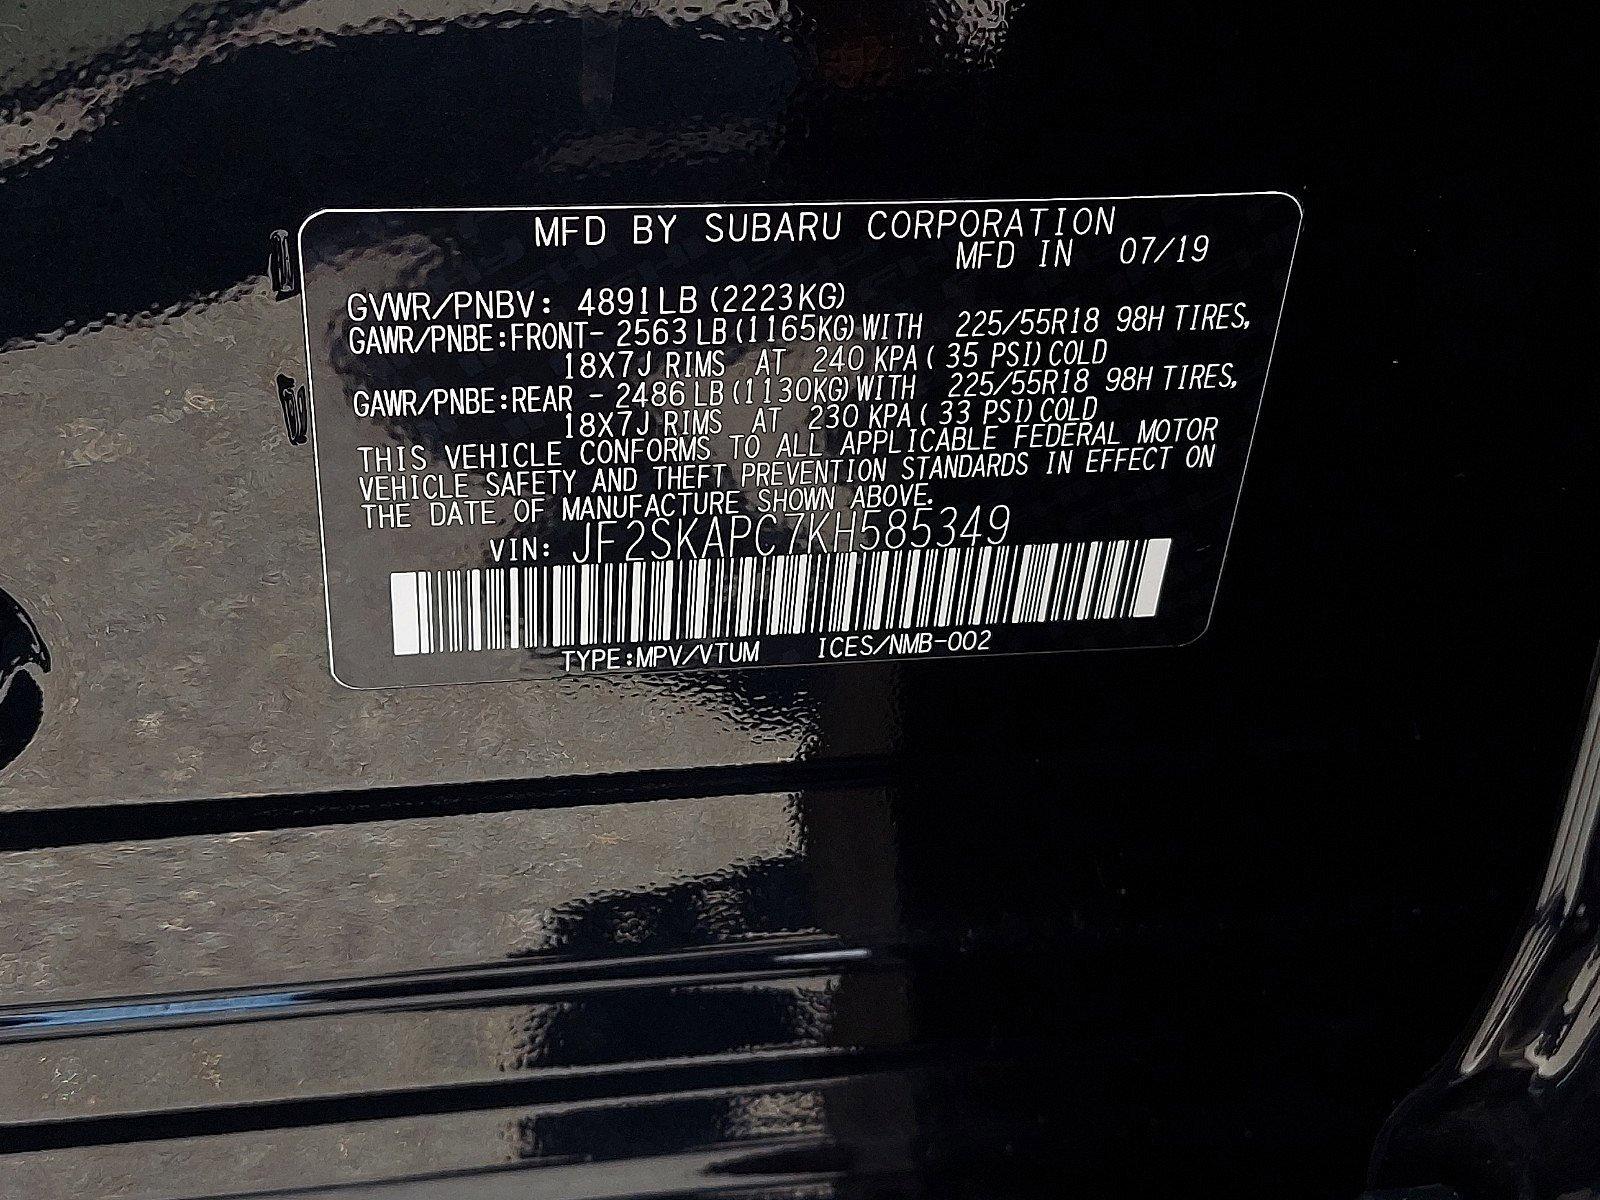 MFD BY SUBARU CORPORATION
MFD IN 07/19
GVWR/PNBV: 4891LB (2223KG)
GAWR/PNBE:FRONT- 2563 LB (1165KG) WITH 225/55R18 98H TIRES,
18X7J RIMS AT 240 KPA ( 35 PSI) COLD
GAWR/PNBE:REAR - 2486 LB (1130KG) WITH 225/55R18 98H TIRES,
18X7J RIMS AT 230 KPA ( 33 PSI) COLD
THIS VEHICLE CONFORMS TO ALL APPLICABLE FEDERAL MOTOR
VEHICLE SAFETY AND THEFT PREVENTION STANDARDS IN EFFECT ON
THE DATE OF MANUFACTURE SHOWN ABOVE.
VIN: JF2SKAPC7KH585349
TYPE:MPV/VTUM ICES/NMB-002